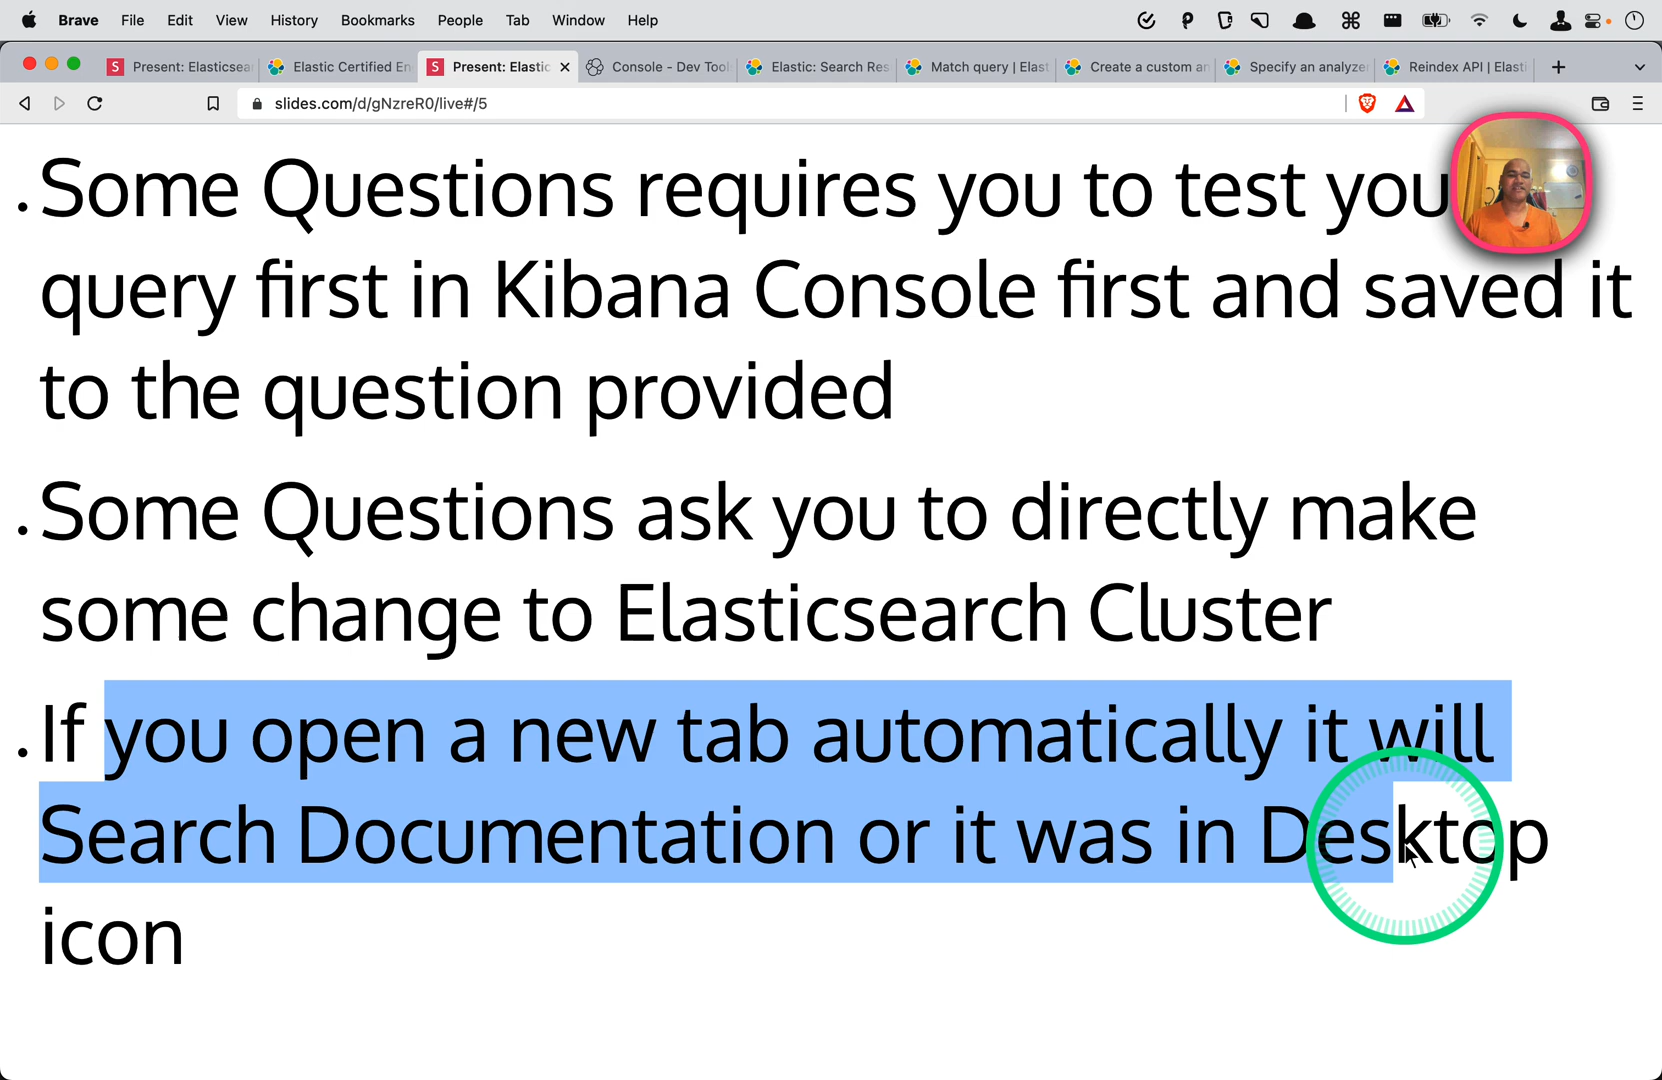 Brave File Edit View History Bookmarks People Tab Window Help
Present: Elasticsea Elastic Certified En Present: Elastic Console - Dev Tool Elastic: Search Res Match query | Elast Create a custom an Specify an analyze Reindex API | Elasti
slides.com/d/gNzreR0/live#/5
Some Questions requires you to test you
query first in Kibana Console first and saved it
to the question provided
Some Questions ask you to directly make
some change to Elasticsearch Cluster
If you open a new tab automatically it will
Search Documentation or it was in Desktop
icon